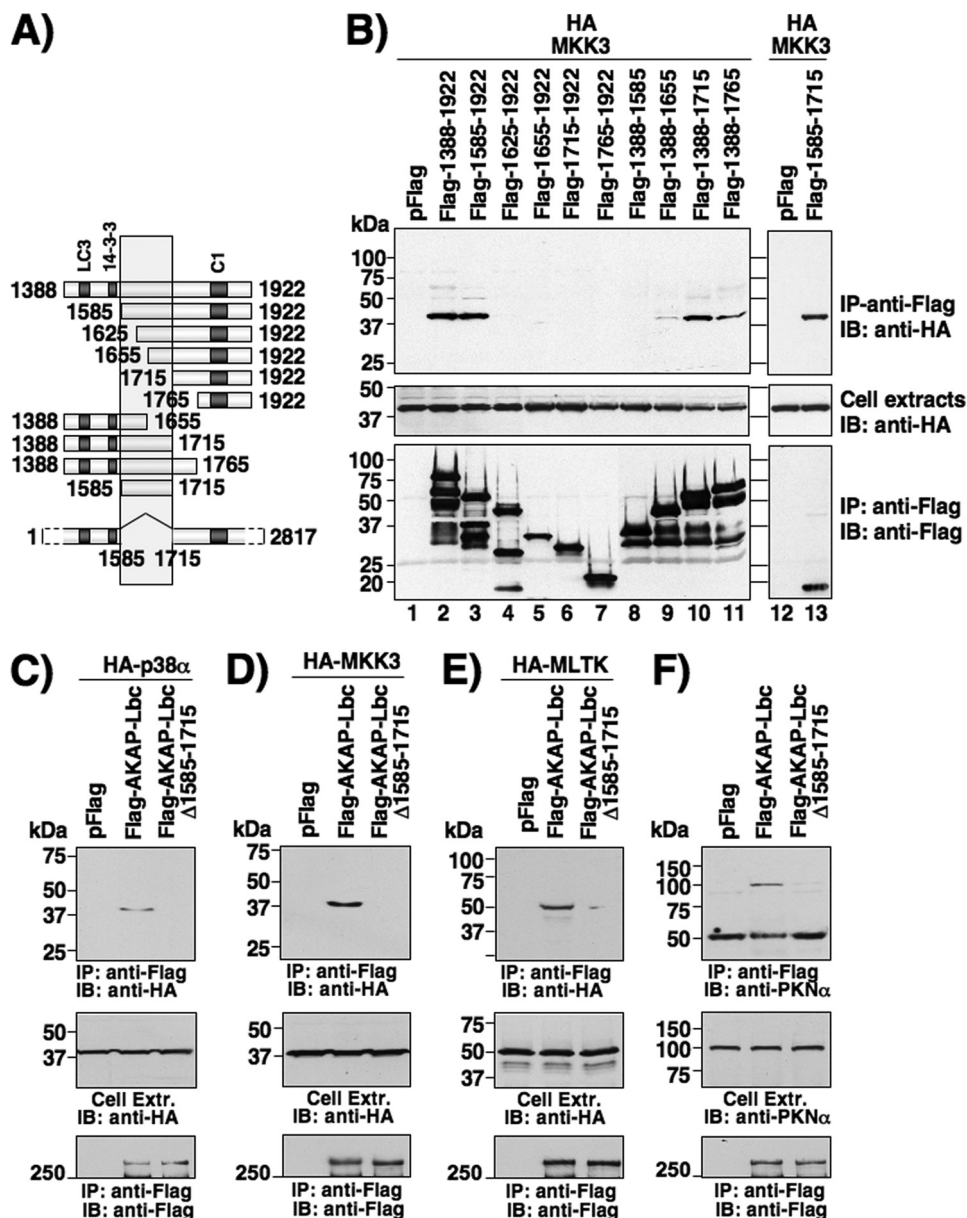 A)
LC3
14-3-3
C1
1388 1922
1585 1922
1625 1922
1655 1922
1715 1922
1765 1922
1388 1655
1388 1715
1388 1765
1585 1715
1 2817
1585 1715
B)
HA
MKK3
HA
MKK3
pFlag
Flag-1388-1922
Flag-1585-1922
Flag-1625-1922
Flag-1655-1922
Flag-1715-1922
Flag-1765-1922
Flag-1388-1585
Flag-1388-1655
Flag-1388-1715
Flag-1388-1765
pFlag
Flag-1585-1715
kDa
100
75
50
37
25
IP-anti-Flag
IB: anti-HA
50
37
Cell extracts
IB: anti-HA
100
75
50
37
25
20
IP: anti-Flag
IB: anti-Flag
1 2 3 4 5 6 7 8 9 10 11 12 13
C)
HA-p38α
pFlag
Flag-AKAP-Lbc
Flag-AKAP-Lbc
Δ1585-1715
kDa
75
50
37
25
IP: anti-Flag
IB: anti-HA
50
37
Cell Extr.
IB: anti-HA
250
IP: anti-Flag
IB: anti-Flag
D)
HA-MKK3
pFlag
Flag-AKAP-Lbc
Flag-AKAP-Lbc
Δ1585-1715
kDa
75
50
37
25
IP: anti-Flag
IB: anti-HA
50
37
Cell Extr.
IB: anti-HA
250
IP: anti-Flag
IB: anti-Flag
E)
HA-MLTK
pFlag
Flag-AKAP-Lbc
Flag-AKAP-Lbc
Δ1585-1715
kDa
100
75
50
37
IP: anti-Flag
IB: anti-HA
75
50
37
Cell Extr.
IB: anti-HA
250
IP: anti-Flag
IB: anti-Flag
F)
pFlag
Flag-AKAP-Lbc
Flag-AKAP-Lbc
Δ1585-1715
kDa
150
100
75
50
IP: anti-Flag
IB: anti-PKNα
100
75
Cell Extr.
IB: anti-PKNα
250
IP: anti-Flag
IB: anti-Flag